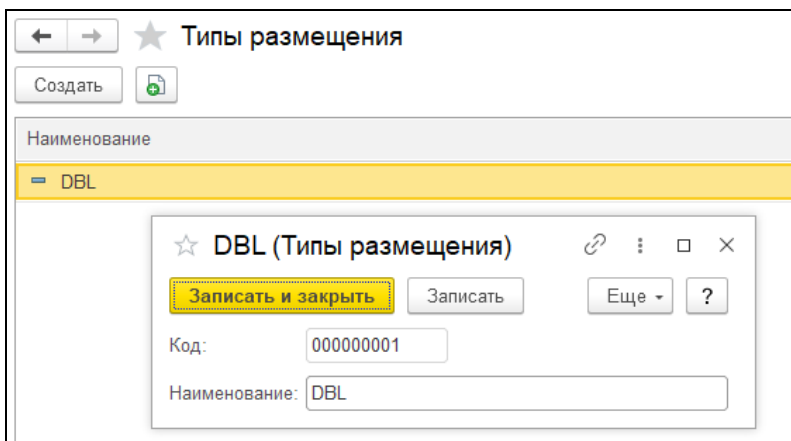 Типы размещения
Создать
Наименование
DBL
DBL (Типы размещения)
Записать и закрыть Записать Еще ?
Код: 000000001
Наименование: DBL